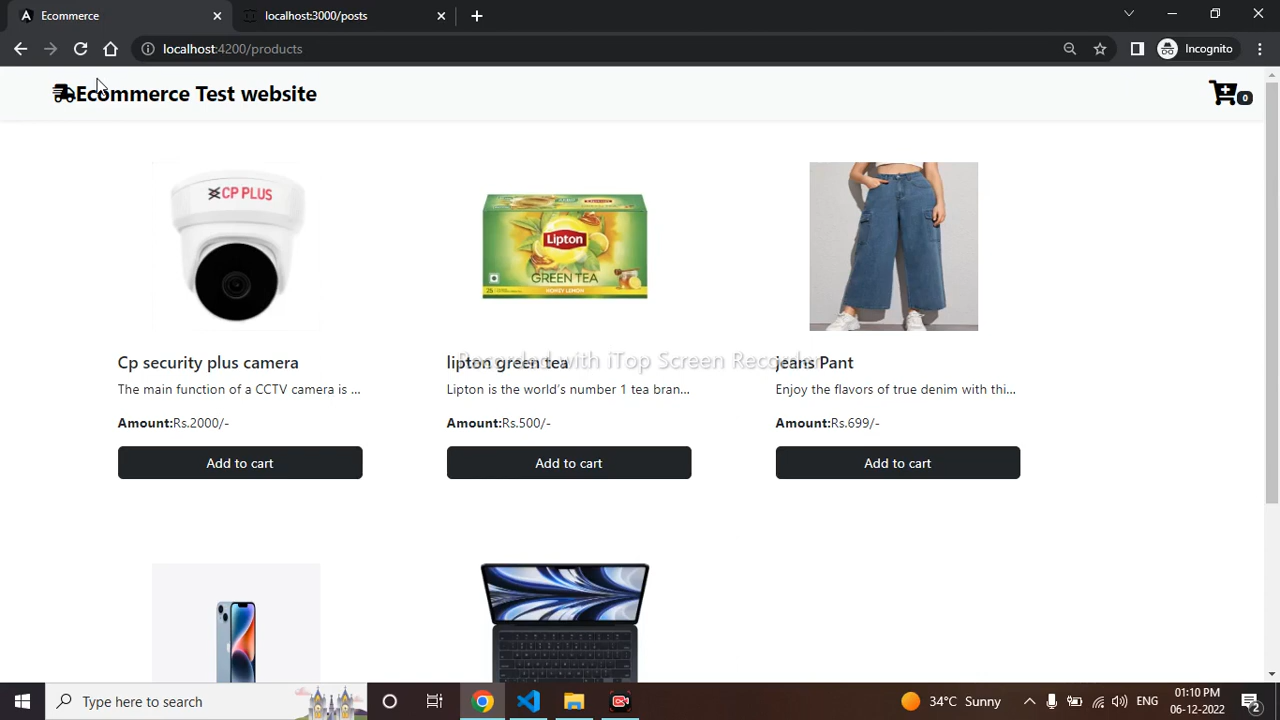 Ecommerce
localhost:3000/posts
localhost:4200/products
Incognito
Ecommerce Test website
0
CP PLUS
Lipton
GREEN TEA
HONEY LEMON
25
Recorded with iTop Screen Recorder
Cp security plus camera
lipton green tea
jeans Pant
The main function of a CCTV camera is ...
Lipton is the world's number 1 tea bran...
Enjoy the flavors of true denim with thi...
Amount:Rs.2000/-
Amount:Rs.500/-
Amount:Rs.699/-
Add to cart
Add to cart
Add to cart
Type here to search
34°C Sunny
ENG
01:10 PM
06-12-2022
2